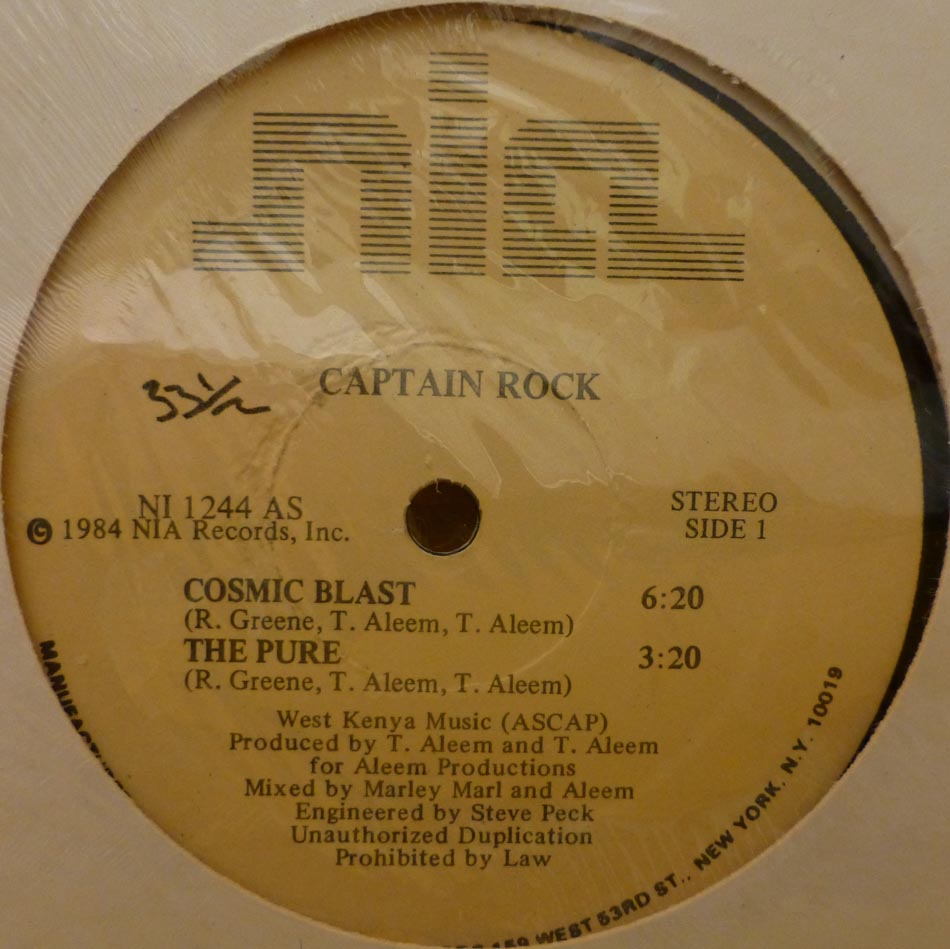 nia
CAPTAIN ROCK
33 1/2
NI 1244 AS
© 1984 NIA Records, Inc.
STEREO
SIDE 1
COSMIC BLAST 6:20
(R. Greene, T. Aleem, T. Aleem)
THE PURE 3:20
(R. Greene, T. Aleem, T. Aleem)
West Kenya Music (ASCAP)
Produced by T. Aleem and T. Aleem
for Aleem Productions
Mixed by Marley Marl and Aleem
Engineered by Steve Peck
Unauthorized Duplication
Prohibited by Law
WEST 53RD ST., NEW YORK, N.Y. 10019